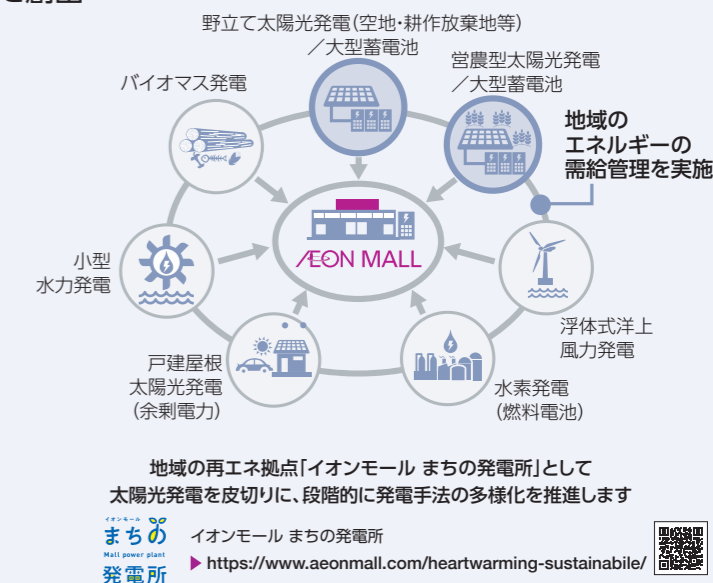 野立て太陽光発電(空地・耕作放棄地等)
／大型蓄電池
営農型太陽光発電
／大型蓄電池
バイオマス発電
地域の
エネルギーの
需給管理を実施
ÆON MALL
小型
水力発電
浮体式洋上
風力発電
戸建屋根
太陽光発電
(余剰電力)
水素発電
(燃料電池)
地域の再エネ拠点「イオンモール まちの発電所」として
太陽光発電を皮切りに、段階的に発電手法の多様化を推進します
イオンモール
まちの
Mall power plant
発電所
イオンモール まちの発電所
▶ https://www.aeonmall.com/heartwarming-sustainabile/